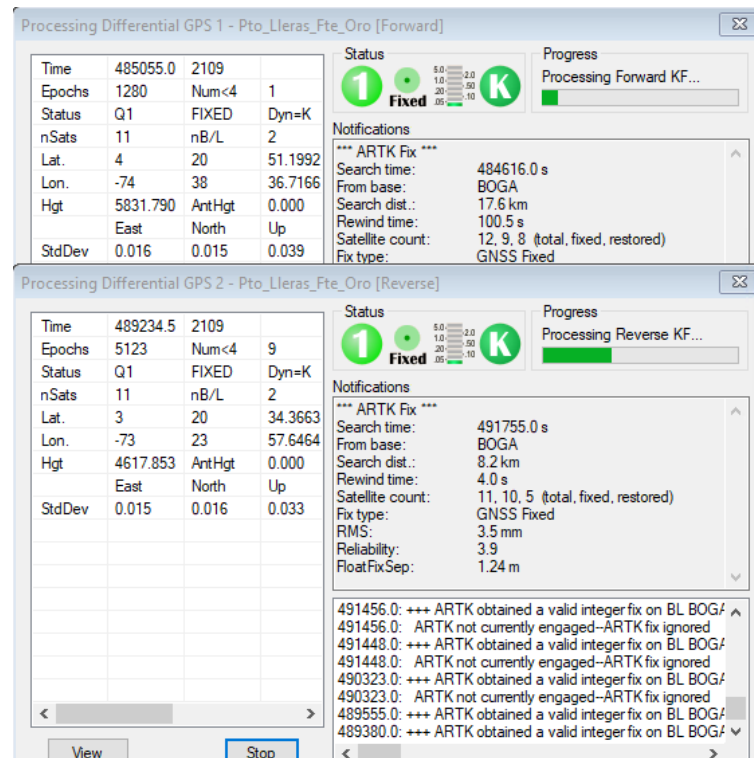 Processing Differential GPS 1 - Pto_Lleras_Fte_Oro [Forward]
Time 485055.0 2109
Epochs 1280 Num<4 1
Status Q1 FIXED Dyn=K
nSats 11 nB/L 2
Lat. 4 20 51.1992
Lon. -74 38 36.7166
Hgt 5831.790 AntHgt 0.000
East North Up
StdDev 0.016 0.015 0.039
Status
1
Fixed
5.0 2.0
1.0 .50
.20 .10
.05
K
Progress
Processing Forward KF...
Notifications
*** ARTK Fix ***
Search time: 484616.0 s
From base: BOGA
Search dist.: 17.6 km
Rewind time: 100.5 s
Satellite count: 12, 9, 8 (total, fixed, restored)
Fix type: GNSS Fixed
Processing Differential GPS 2 - Pto_Lleras_Fte_Oro [Reverse]
Time 489234.5 2109
Epochs 5123 Num<4 9
Status Q1 FIXED Dyn=K
nSats 11 nB/L 2
Lat. 3 20 34.3663
Lon. -73 23 57.6464
Hgt 4617.853 AntHgt 0.000
East North Up
StdDev 0.015 0.016 0.033
View
Stop
Status
1
Fixed
5.0 2.0
1.0 .50
.20 .10
.05
K
Progress
Processing Reverse KF...
Notifications
*** ARTK Fix ***
Search time: 491755.0 s
From base: BOGA
Search dist.: 8.2 km
Rewind time: 4.0 s
Satellite count: 11, 10, 5 (total, fixed, restored)
Fix type: GNSS Fixed
RMS: 3.5 mm
Reliability: 3.9
FloatFixSep: 1.24 m
491456.0: +++ ARTK obtained a valid integer fix on BL BOGA
491456.0: ARTK not currently engaged--ARTK fix ignored
491448.0: +++ ARTK obtained a valid integer fix on BL BOGA
491448.0: ARTK not currently engaged--ARTK fix ignored
490323.0: +++ ARTK obtained a valid integer fix on BL BOGA
490323.0: ARTK not currently engaged--ARTK fix ignored
489555.0: +++ ARTK obtained a valid integer fix on BL BOGA
489380.0: +++ ARTK obtained a valid integer fix on BL BOGA